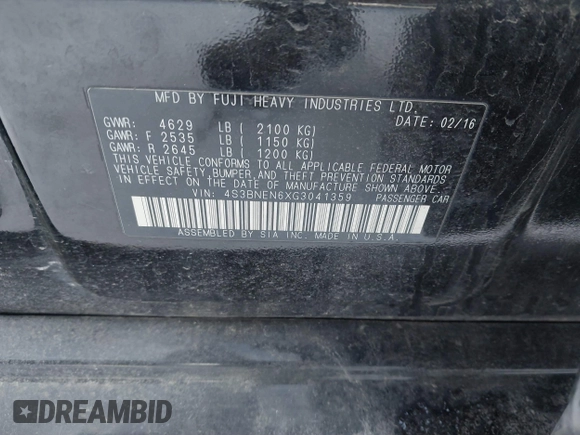 MFD BY FUJI HEAVY INDUSTRIES LTD.
GVWR: 4629 LB ( 2100 KG) DATE: 02/16
GAWR: F 2535 LB ( 1150 KG)
GAWR: R 2645 LB ( 1200 KG)
THIS VEHICLE CONFORMS TO ALL APPLICABLE FEDERAL MOTOR
VEHICLE SAFETY, BUMPER, AND THEFT PREVENTION STANDARDS
IN EFFECT ON THE DATE OF MANUFACTURE SHOWN ABOVE.
VIN: 4S3BNEN6XG3041359 PASSENGER CAR
ASSEMBLED BY SIA INC. MADE IN U.S.A.
DREAMBID